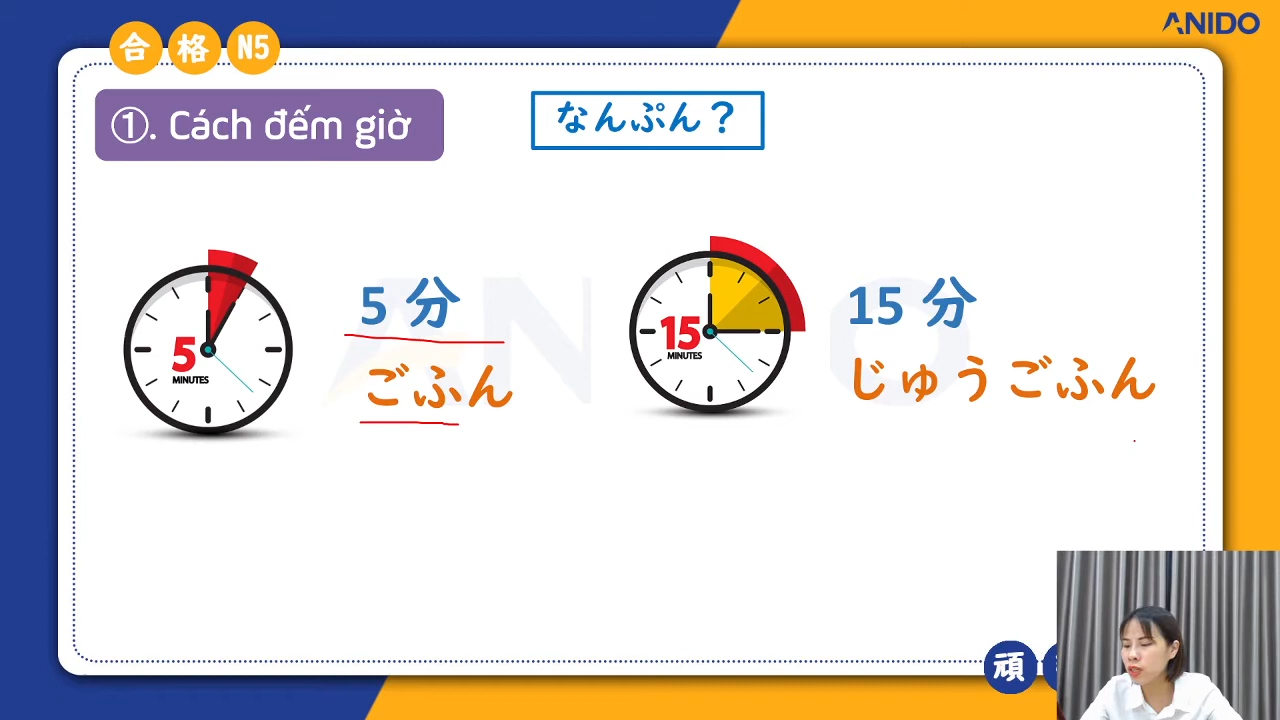 ANIDO
合格 N5
①. Cách đếm giờ
なんぷん？
5 分
ごふん
5
MINUTES
15 分
じゅうごふん
15
MINUTES
ANIDO
頑